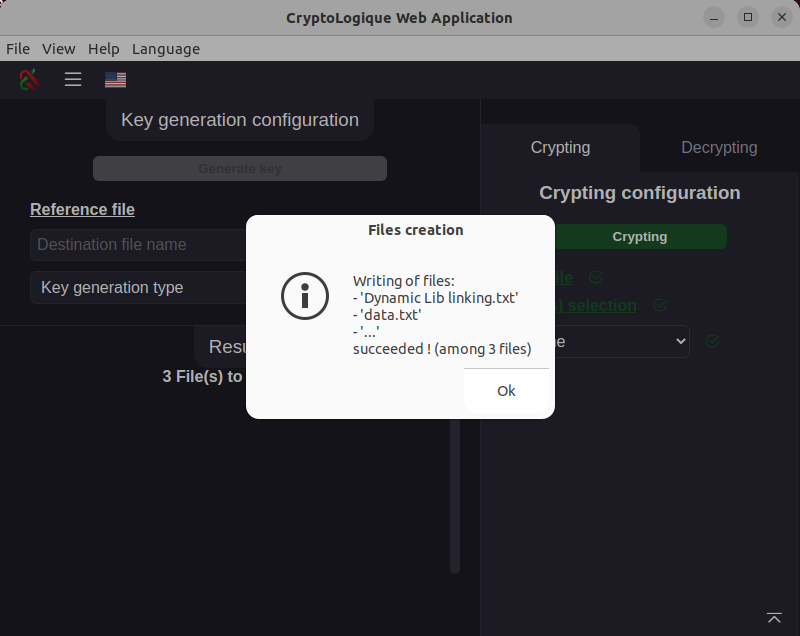 CryptoLogique Web Application
File View Help Language
Key generation configuration
Generate key
Reference file
Destination file name
Key generation type
3 File(s) to
Crypting
Decrypting
Crypting configuration
Crypting
selection
Files creation
Writing of files:
- 'Dynamic Lib linking.txt'
- 'data.txt'
- '...'
succeeded ! (among 3 files)
Ok